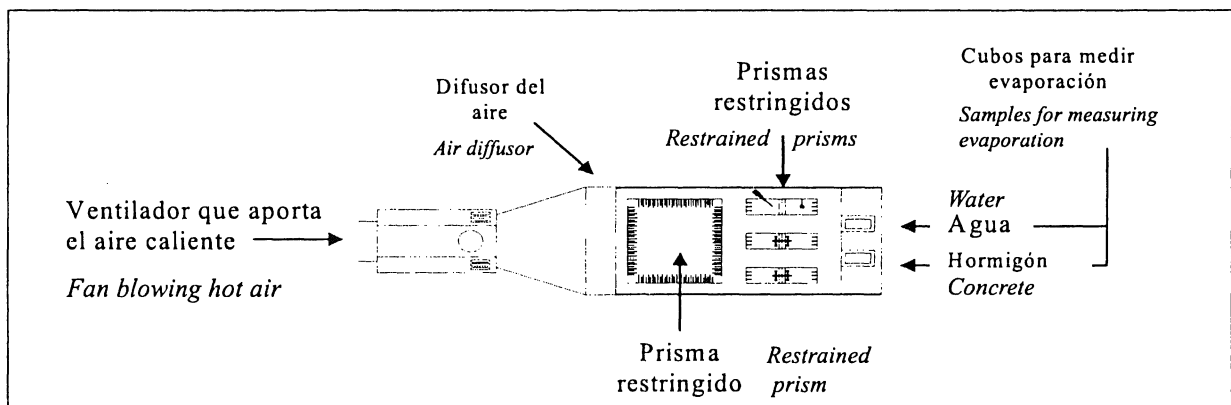 Cubos para medir
evaporación
Samples for measuring
evaporation
Prismas
restringidos
Restrained prisms
Difusor del
aire
Air diffusor
Ventilador que aporta
el aire caliente
Fan blowing hot air
Water
Agua
Hormigón
Concrete
Prisma
restringido
Restrained
prism